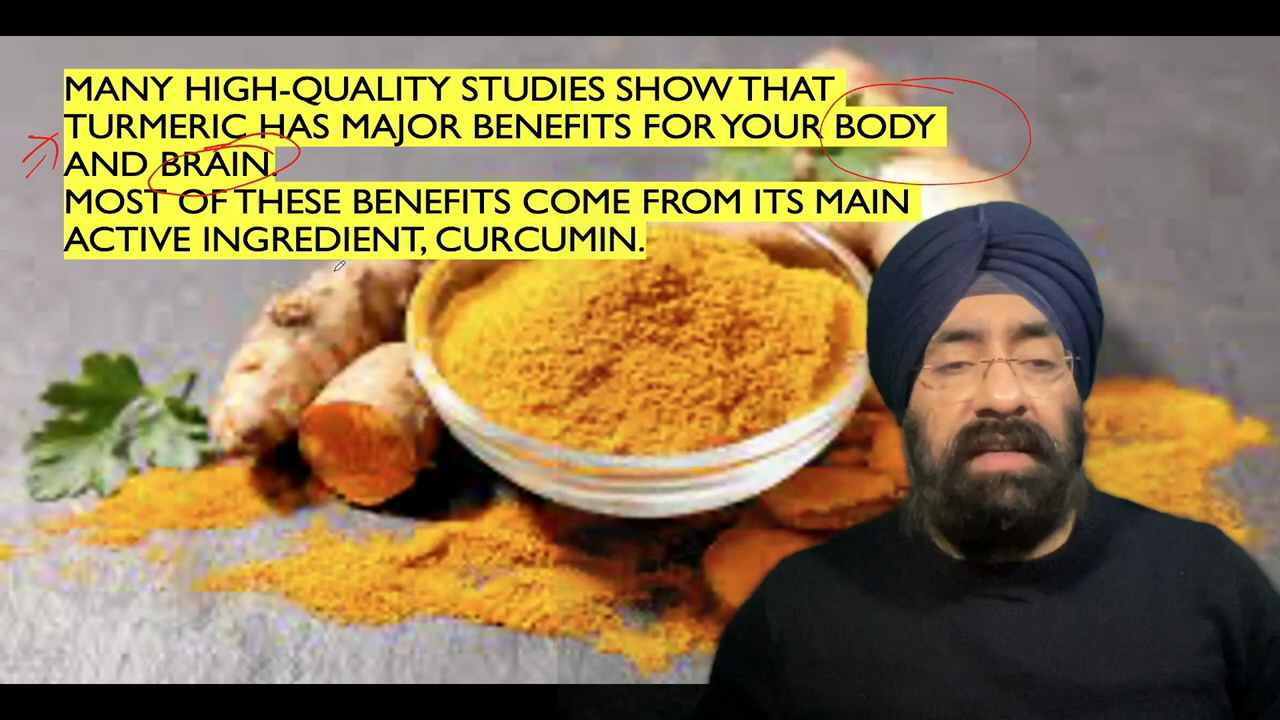 MANY HIGH-QUALITY STUDIES SHOW THAT
TURMERIC HAS MAJOR BENEFITS FOR YOUR BODY
AND BRAIN.
MOST OF THESE BENEFITS COME FROM ITS MAIN
ACTIVE INGREDIENT, CURCUMIN.